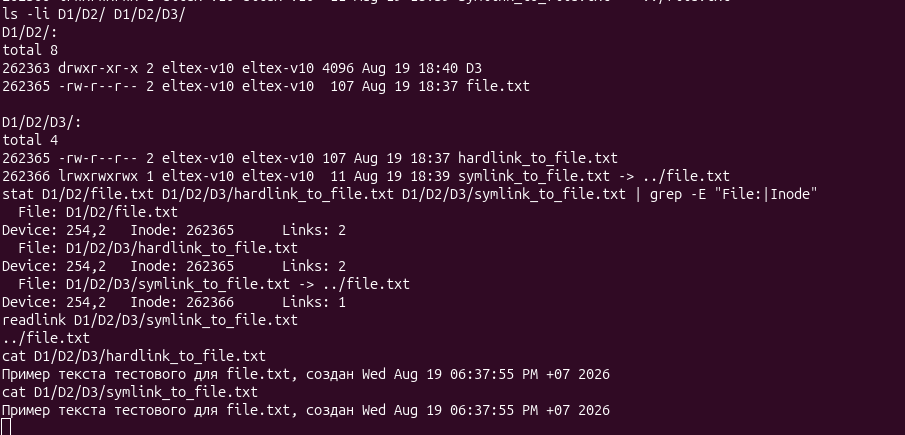 ls -li D1/D2/ D1/D2/D3/
D1/D2/:
total 8
262363 drwxr-xr-x 2 eltex-v10 eltex-v10 4096 Aug 19 18:40 D3
262365 -rw-r--r-- 2 eltex-v10 eltex-v10  107 Aug 19 18:37 file.txt

D1/D2/D3/:
total 4
262365 -rw-r--r-- 2 eltex-v10 eltex-v10 107 Aug 19 18:37 hardlink_to_file.txt
262366 lrwxrwxrwx 1 eltex-v10 eltex-v10  11 Aug 19 18:39 symlink_to_file.txt -> ../file.txt
stat D1/D2/file.txt D1/D2/D3/hardlink_to_file.txt D1/D2/D3/symlink_to_file.txt | grep -E "File:|Inode"
  File: D1/D2/file.txt
Device: 254,2   Inode: 262365      Links: 2
  File: D1/D2/D3/hardlink_to_file.txt
Device: 254,2   Inode: 262365      Links: 2
  File: D1/D2/D3/symlink_to_file.txt -> ../file.txt
Device: 254,2   Inode: 262366      Links: 1
readlink D1/D2/D3/symlink_to_file.txt
../file.txt
cat D1/D2/D3/hardlink_to_file.txt
Пример текста тестового для file.txt, создан Wed Aug 19 06:37:55 PM +07 2026
cat D1/D2/D3/symlink_to_file.txt
Пример текста тестового для file.txt, создан Wed Aug 19 06:37:55 PM +07 2026